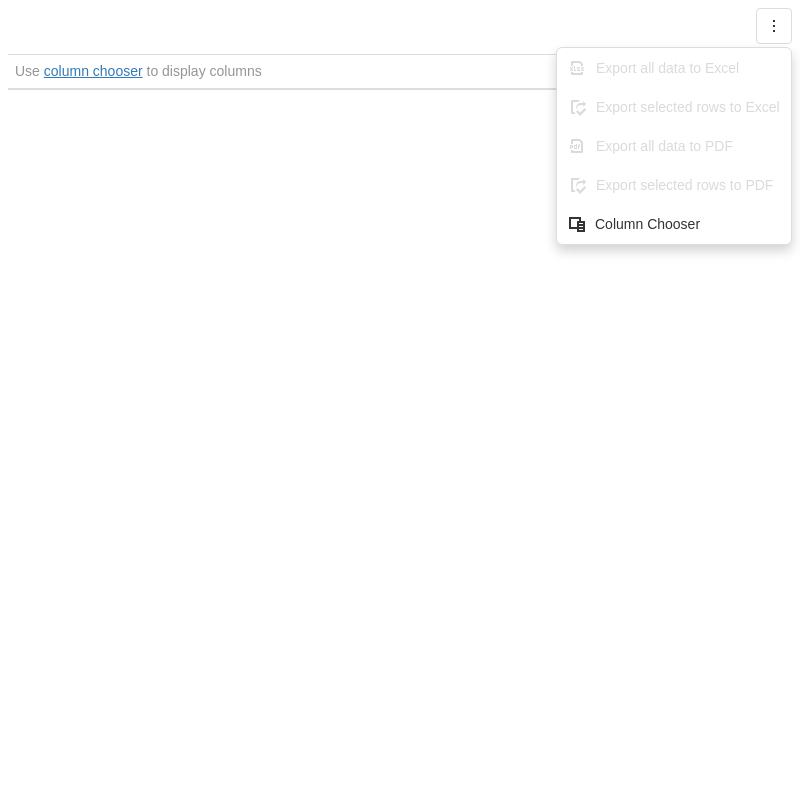 Use column chooser to display columns
Export all data to Excel
Export selected rows to Excel
Export all data to PDF
Export selected rows to PDF
Column Chooser